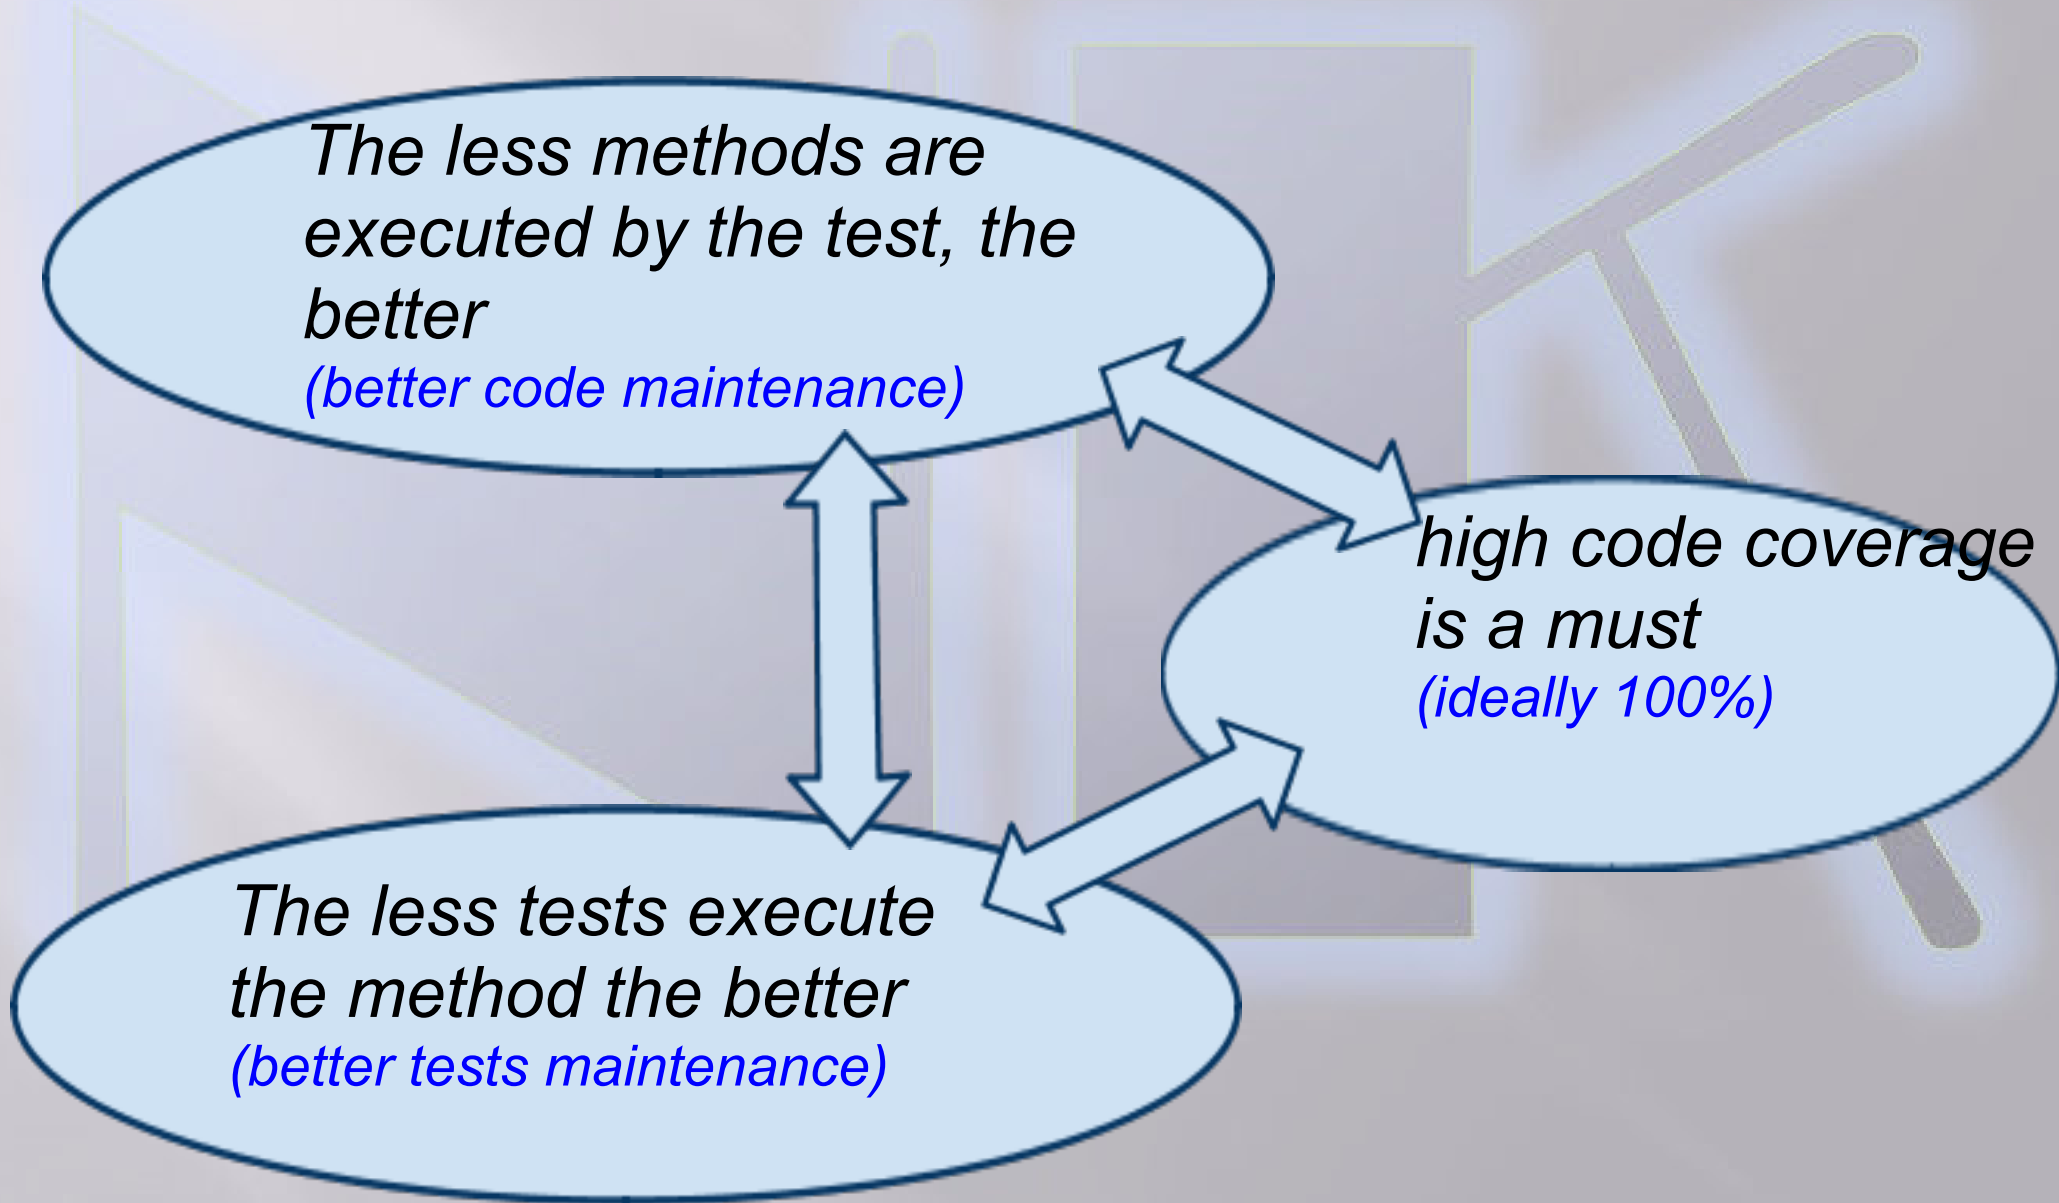 The less methods are
executed by the test, the
better
(better code maintenance)
high code coverage
is a must
(ideally 100%)
The less tests execute
the method the better
(better tests maintenance)